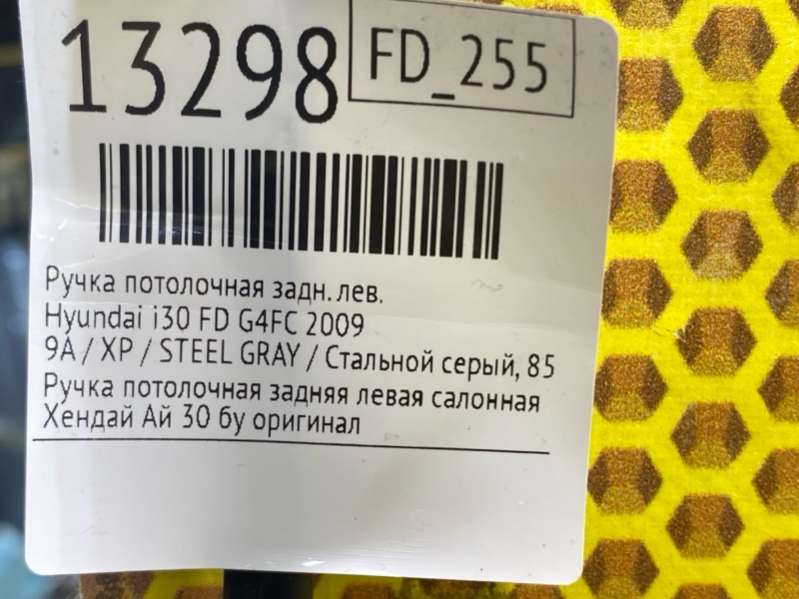 13298
FD_255
Ручка потолочная задн. лев.
Hyundai i30 FD G4FC 2009
9A / XP / STEEL GRAY / Стальной серый, 85
Ручка потолочная задняя левая салонная
Хендай Ай 30 бу оригинал